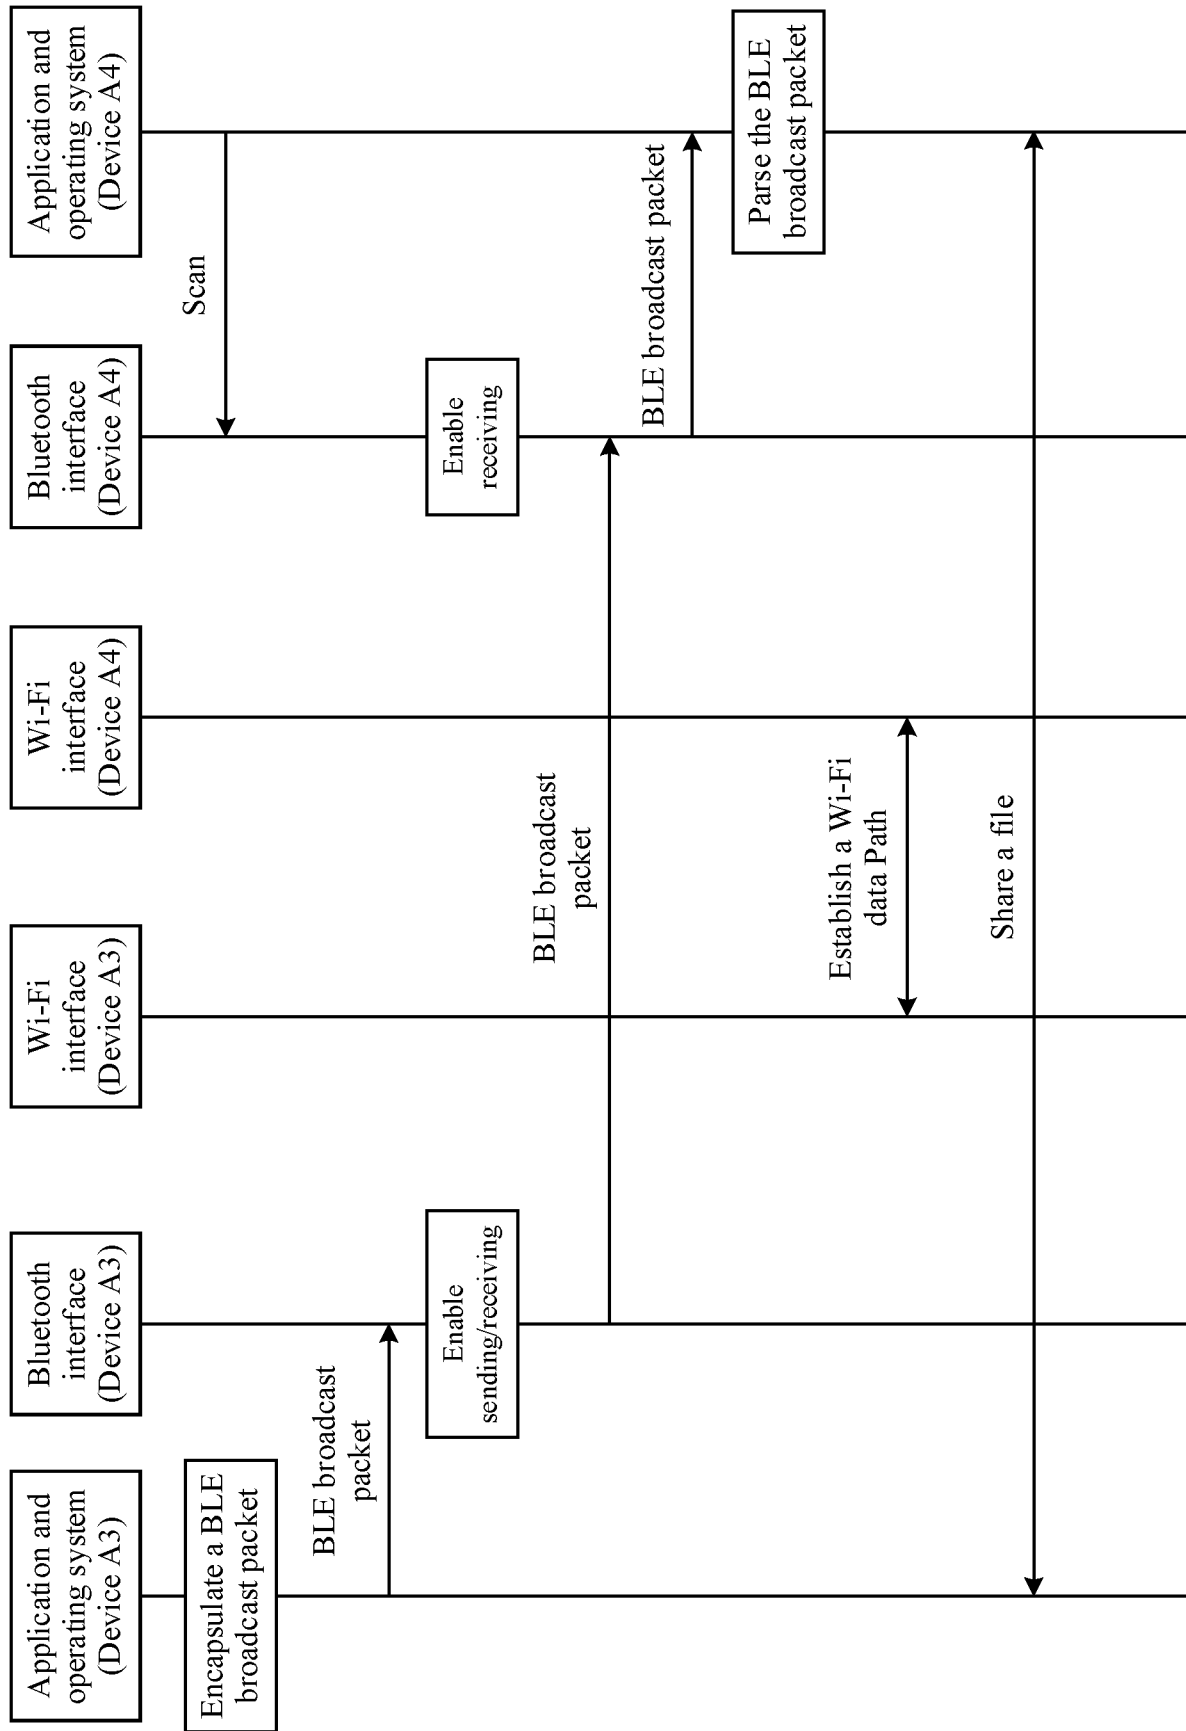 Application and
operating system
(Device A3)
Bluetooth
interface
(Device A3)
Wi-Fi
interface
(Device A3)
Wi-Fi
interface
(Device A4)
Bluetooth
interface
(Device A4)
Application and
operating system
(Device A4)
Encapsulate a BLE
broadcast packet
Scan
BLE broadcast
packet
Enable
sending/receiving
Enable
receiving
BLE broadcast
packet
BLE broadcast packet
Parse the BLE
broadcast packet
Establish a Wi-Fi
data Path
Share a file